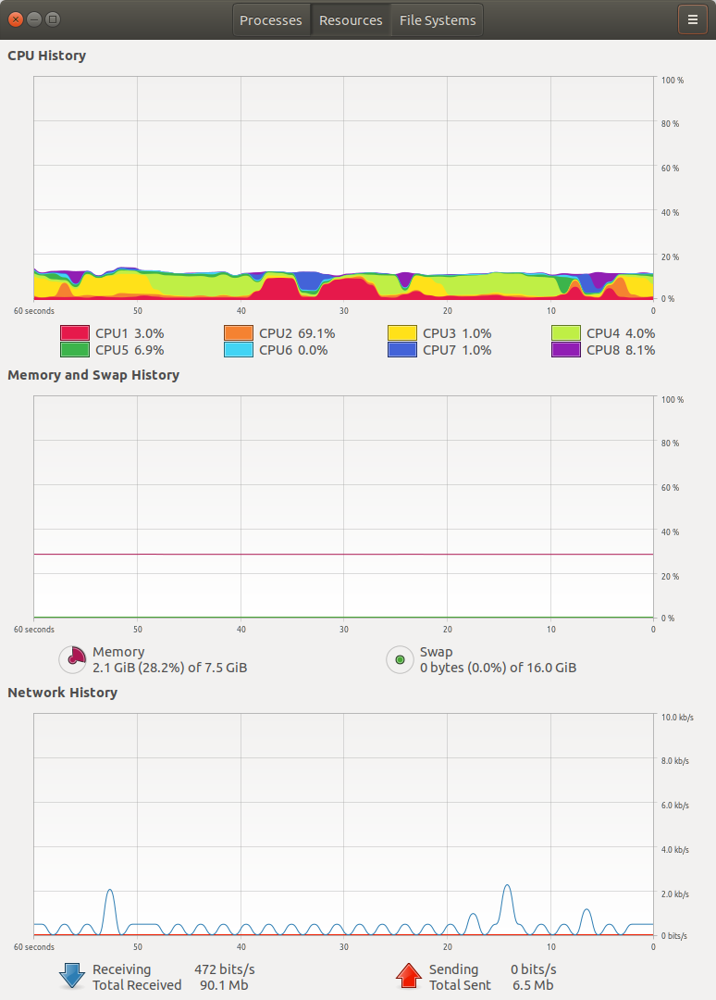 Processes Resources File Systems
CPU History
100 %
80 %
60 %
40 %
20 %
0 %
60 seconds 50 40 30 20 10 0
CPU1 3.0% CPU2 69.1% CPU3 1.0% CPU4 4.0%
CPU5 6.9% CPU6 0.0% CPU7 1.0% CPU8 8.1%
Memory and Swap History
100 %
80 %
60 %
40 %
20 %
0 %
60 seconds 50 40 30 20 10 0
Memory Swap
2.1 GiB (28.2%) of 7.5 GiB 0 bytes (0.0%) of 16.0 GiB
Network History
10.0 kb/s
8.0 kb/s
6.0 kb/s
4.0 kb/s
2.0 kb/s
0 bits/s
60 seconds 50 40 30 20 10 0
Receiving 472 bits/s Sending 0 bits/s
Total Received 90.1 Mb Total Sent 6.5 Mb